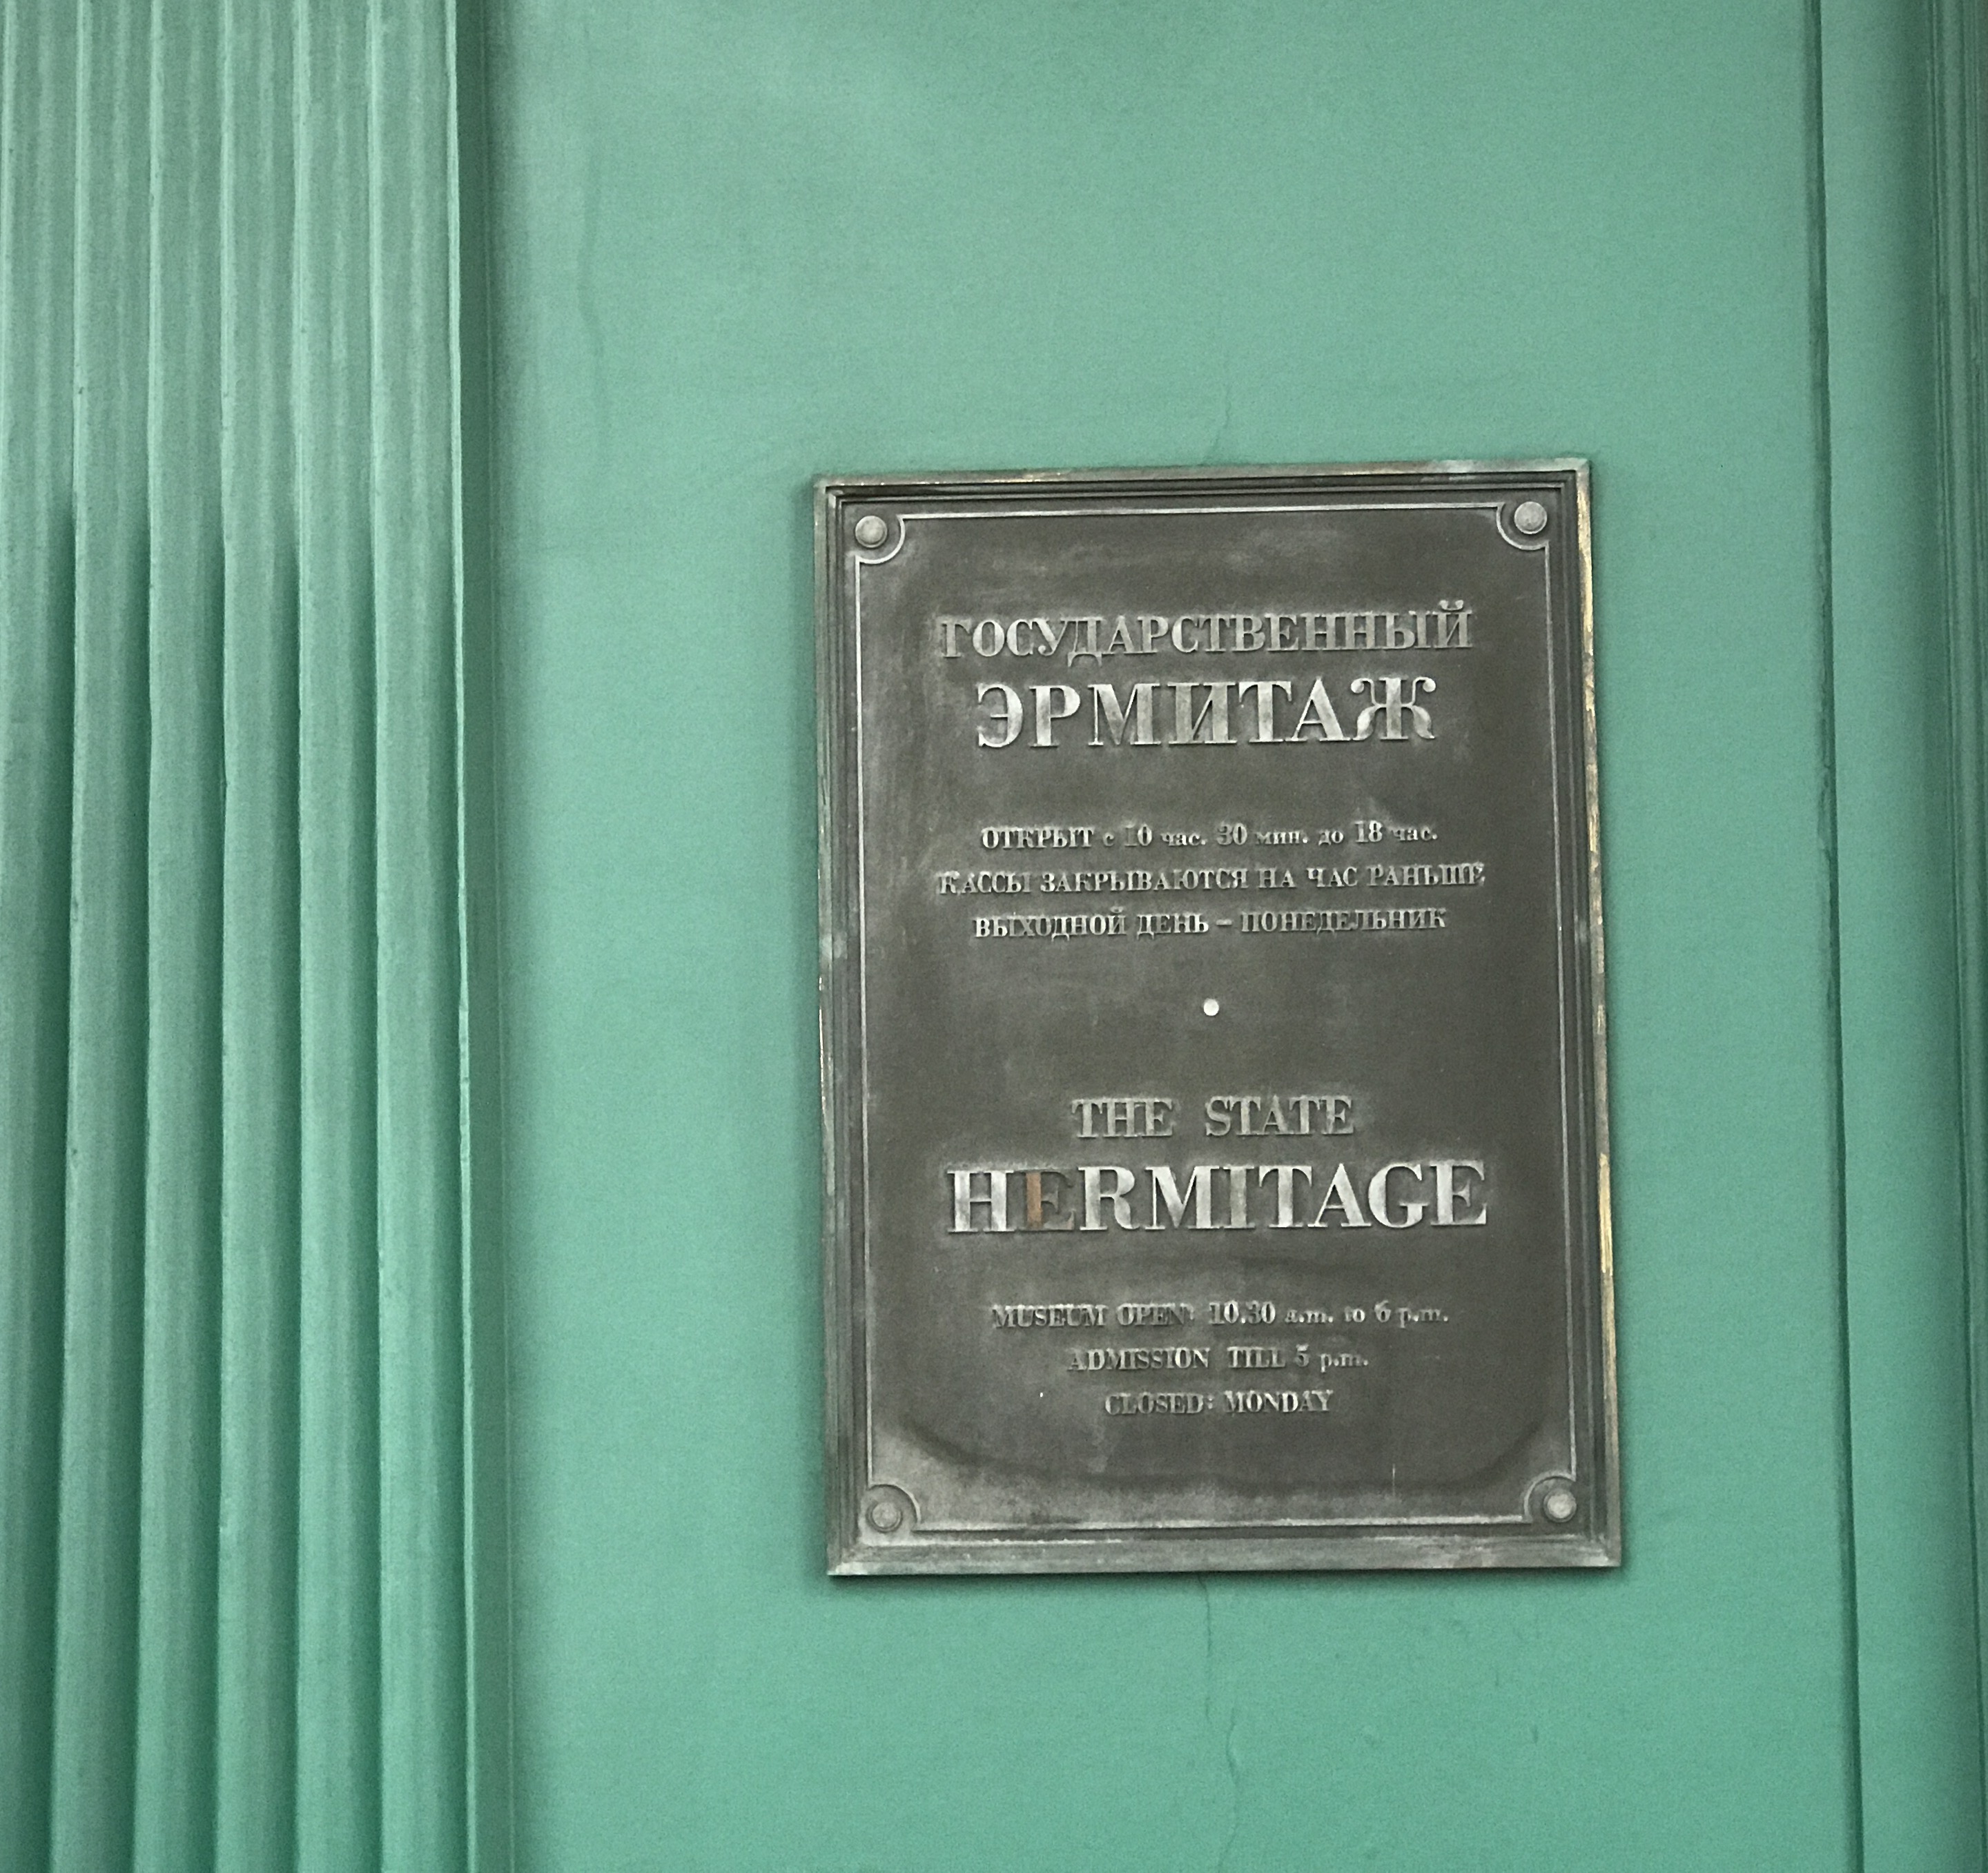 ГОСУДАРСТВЕННЫЙ
ЭРМИТАЖ
ОТКРЫТ с 10 час. 30 мин. до 18 час.
КАССЫ ЗАКРЫВАЮТСЯ НА ЧАС РАНЬШЕ
ВЫХОДНОЙ ДЕНЬ – ПОНЕДЕЛЬНИК
THE STATE
HERMITAGE
MUSEUM OPEN: 10.30 a.m. to 6 p.m.
ADMISSION TILL 5 p.m.
CLOSED: MONDAY